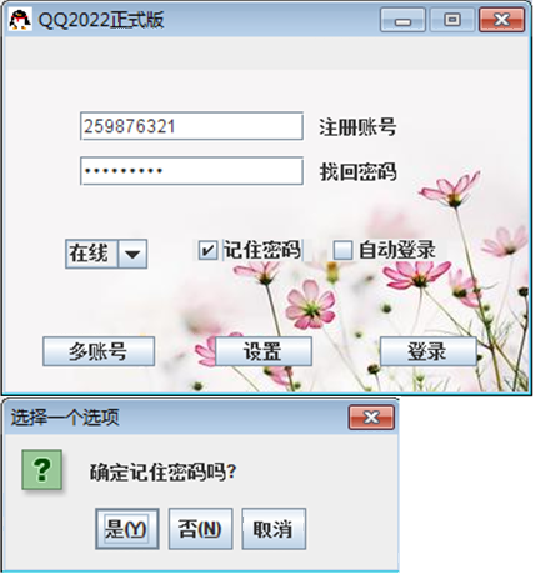 QQ2022正式版
259876321 注册账号
••••••••• 找回密码
在线 记住密码 自动登录
多账号 设置 登录
选择一个选项
?
确定记住密码吗?
是(Y) 否(N) 取消